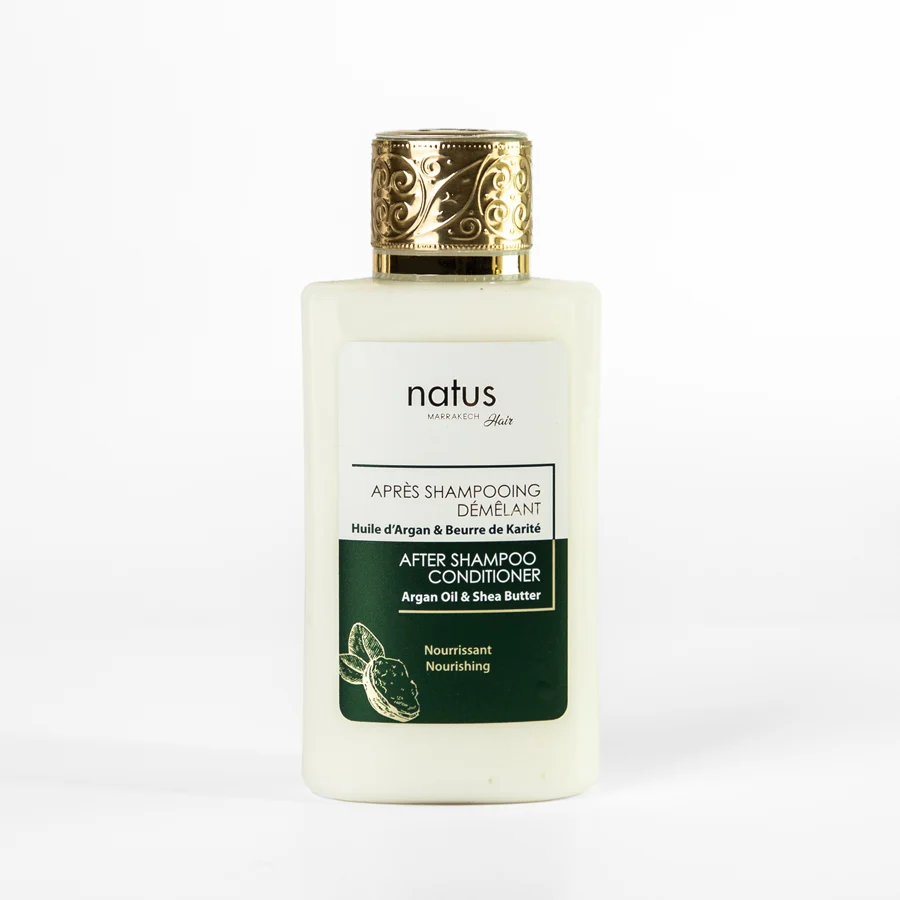 natus
MARRAKECH Hair
APRÈS SHAMPOOING
DÉMÊLANT
Huile d'Argan & Beurre de Karité
AFTER SHAMPOO
CONDITIONER
Argan Oil & Shea Butter
Nourrissant
Nourishing